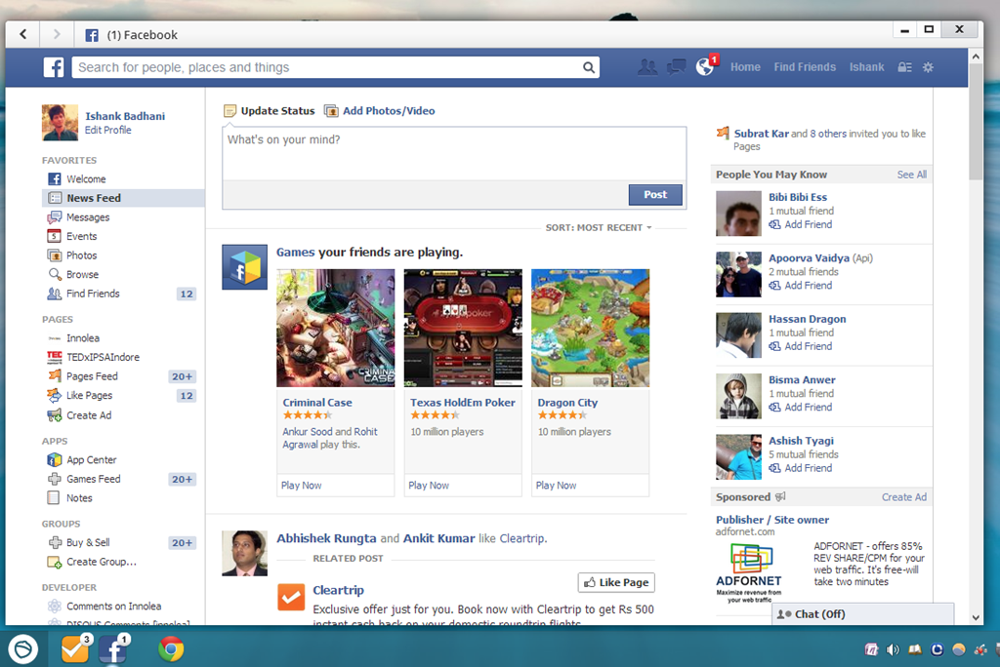 (1) Facebook
Search for people, places and things
1
Home
Find Friends
Ishank
Ishank Badhani
Edit Profile
FAVORITES
Welcome
News Feed
Messages
5
Events
Photos
Browse
Find Friends 12
PAGES
Innolea
TEDxIPSAIndore
Pages Feed 20+
Like Pages 12
Create Ad
APPS
App Center
Games Feed 20+
Notes
GROUPS
Buy & Sell 20+
Create Group...
DEVELOPER
Comments on Innolea
DISQUS Comments [Innolea]
Update Status
Add Photos/Video
What's on your mind?
Post
SORT: MOST RECENT
Games your friends are playing.
CRIMINAL
CASE
poker
Criminal Case
Ankur Sood and Rohit
Agrawal play this.
Play Now
Texas HoldEm Poker
10 million players
Play Now
Dragon City
10 million players
Play Now
Abhishek Rungta and Ankit Kumar like Cleartrip.
RELATED POST
Cleartrip
Like Page
Exclusive offer just for you. Book now with Cleartrip to get Rs 500
instant cash back on your domestic roundtrip flights.
Subrat Kar and 8 others invited you to like
Pages
People You May Know See All
Bibi Bibi Ess
1 mutual friend
Add Friend
Apoorva Vaidya (Api)
2 mutual friends
Add Friend
Hassan Dragon
1 mutual friend
Add Friend
Bisma Anwer
1 mutual friend
Add Friend
Ashish Tyagi
5 mutual friends
Add Friend
Sponsored Create Ad
Publisher / Site owner
adfornet.com
ADFORNET
Maximize revenue from
your web traffic
ADFORNET - offers 85%
REV SHARE/CPM for your
web traffic. It's free-will
take two minutes
Chat (Off)
3
1